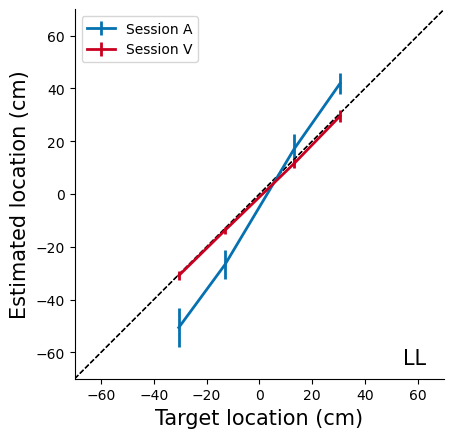 Session A
Session V
Estimated location (cm)
60
40
20
0
−20
−40
−60
LL
−60 −40 −20 0 20 40 60
Target location (cm)